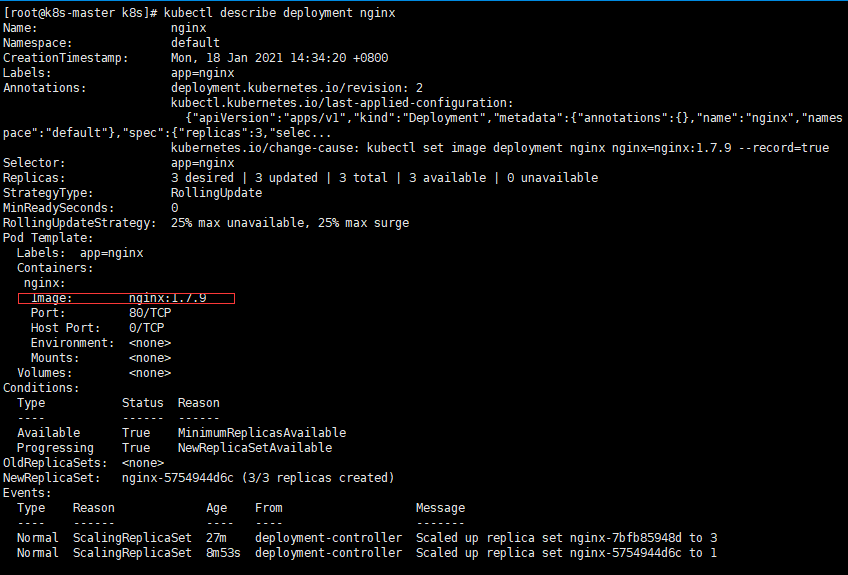 [root@k8s-master k8s]# kubectl describe deployment nginx
Name:                   nginx
Namespace:              default
CreationTimestamp:      Mon, 18 Jan 2021 14:34:20 +0800
Labels:                 app=nginx
Annotations:            deployment.kubernetes.io/revision: 2
                        kubectl.kubernetes.io/last-applied-configuration:
                          {"apiVersion":"apps/v1","kind":"Deployment","metadata":{"annotations":{},"name":"nginx","names
pace":"default"},"spec":{"replicas":3,"selec...
                        kubernetes.io/change-cause: kubectl set image deployment nginx nginx=nginx:1.7.9 --record=true
Selector:               app=nginx
Replicas:               3 desired | 3 updated | 3 total | 3 available | 0 unavailable
StrategyType:           RollingUpdate
MinReadySeconds:        0
RollingUpdateStrategy:  25% max unavailable, 25% max surge
Pod Template:
  Labels:  app=nginx
  Containers:
   nginx:
    Image:        nginx:1.7.9
    Port:         80/TCP
    Host Port:    0/TCP
    Environment:  <none>
    Mounts:       <none>
  Volumes:        <none>
Conditions:
  Type           Status  Reason
  ----           ------  ------
  Available      True    MinimumReplicasAvailable
  Progressing    True    NewReplicaSetAvailable
OldReplicaSets:  <none>
NewReplicaSet:   nginx-5754944d6c (3/3 replicas created)
Events:
  Type    Reason             Age    From                   Message
  ----    ------             ----   ----                   -------
  Normal  ScalingReplicaSet  27m    deployment-controller  Scaled up replica set nginx-7bfb85948d to 3
  Normal  ScalingReplicaSet  8m53s  deployment-controller  Scaled up replica set nginx-5754944d6c to 1